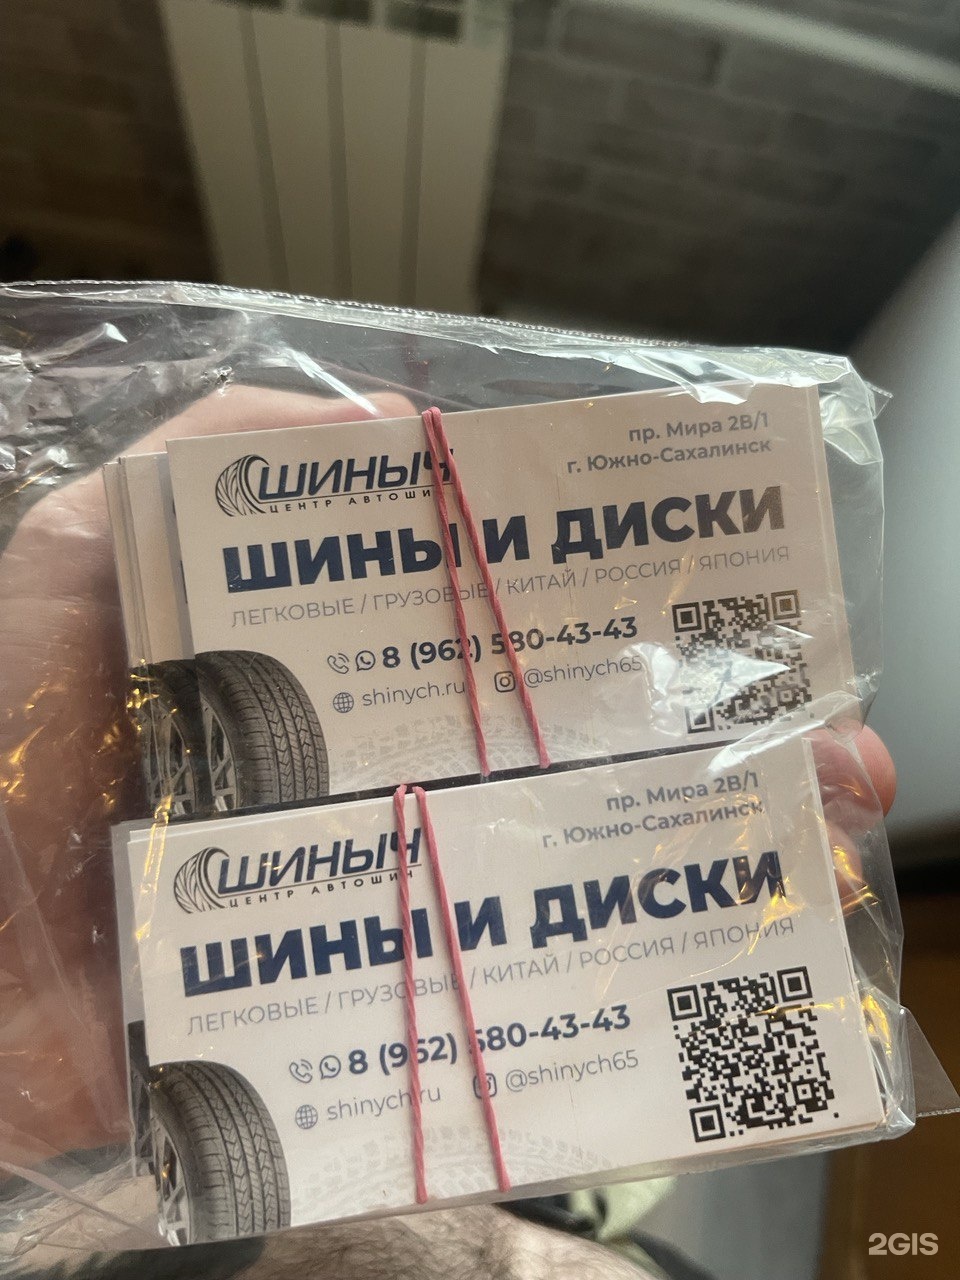 пр. Мира 2В/1
г. Южно-Сахалинск
ШИНЫЧ
ЦЕНТР АВТОШИ
ШИНЫ И ДИСКИ
ЛЕГКОВЫЕ / ГРУЗОВЫЕ / КИТАЙ / РОССИЯ / ЯПОНИЯ
8 (962) 580-43-43
shinych.ru @shinych65
пр. Мира 2В/1
г. Южно-Сахалинск
ШИНЫЧ
ЦЕНТР АВТОШИН
ШИНЫ И ДИСКИ
ЛЕГКОВЫЕ / ГРУЗОВЫЕ / КИТАЙ / РОССИЯ / ЯПОНИЯ
8 (962) 580-43-43
shinych.ru @shinych65
2GIS